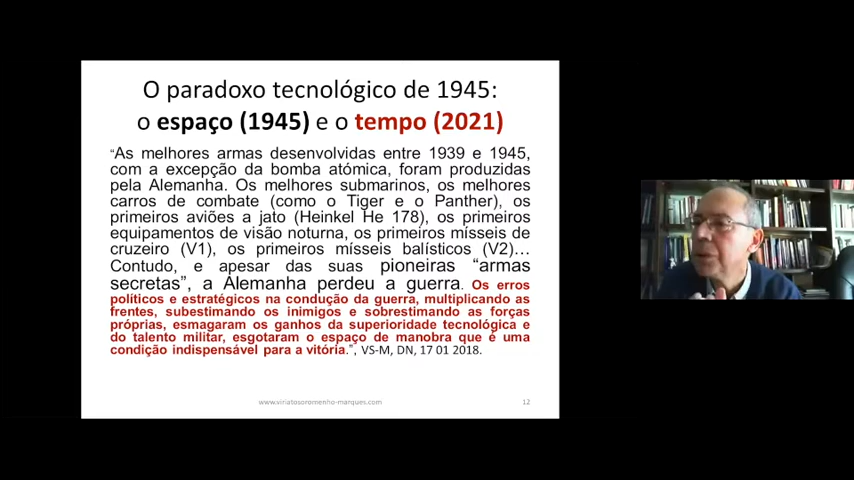 O paradoxo tecnológico de 1945:
o espaço (1945) e o tempo (2021)
“As melhores armas desenvolvidas entre 1939 e 1945,
com a excepção da bomba atómica, foram produzidas
pela Alemanha. Os melhores submarinos, os melhores
carros de combate (como o Tiger e o Panther), os
primeiros aviões a jato (Heinkel He 178), os primeiros
equipamentos de visão noturna, os primeiros mísseis de
cruzeiro (V1), os primeiros mísseis balísticos (V2)…
Contudo, e apesar das suas pioneiras “armas
secretas”, a Alemanha perdeu a guerra. Os erros
políticos e estratégicos na condução da guerra, multiplicando as
frentes, subestimando os inimigos e sobrestimando as forças
próprias, esmagaram os ganhos da superioridade tecnológica e
do talento militar, esgotaram o espaço de manobra que é uma
condição indispensável para a vitória.”, VS-M, DN, 17 01 2018.
www.viriatosoromenho-marques.com
12